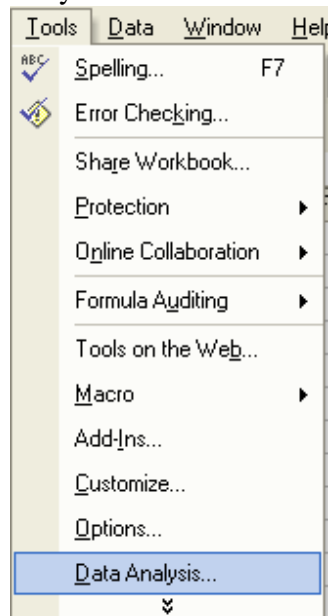 Tools Data Window Help
ABC Spelling... F7
Error Checking...
Share Workbook...
Protection
Online Collaboration
Formula Auditing
Tools on the Web...
Macro
Add-Ins...
Customize...
Options...
Data Analysis...